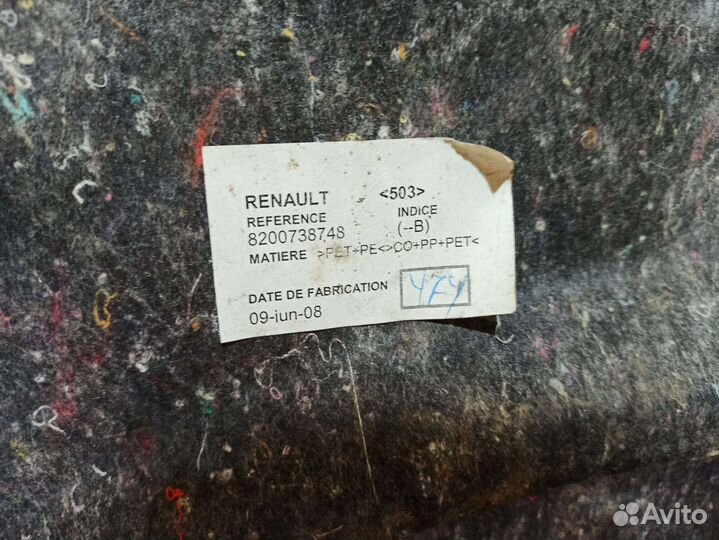 RENAULT <503>
REFERENCE INDICE
8200738748 (--B)
MATIERE >PET+PE<>CO+PP+PET<
DATE DE FABRICATION
09-iun-08
Avito